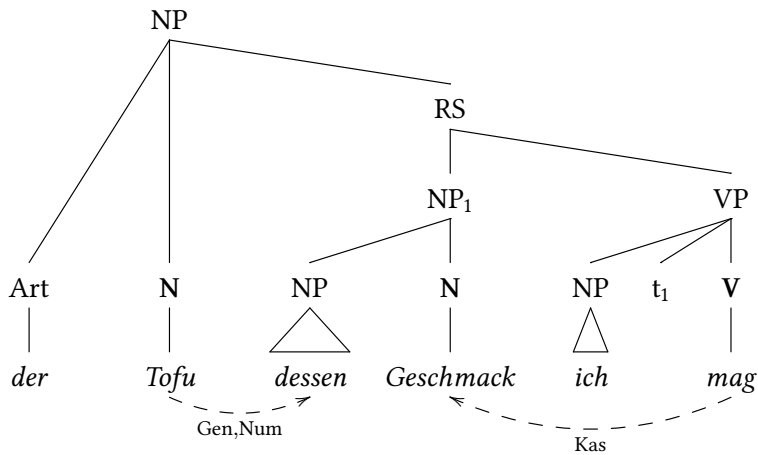 NP
RS
NP₁ VP
Art N NP N NP t₁ V
der Tofu dessen Geschmack ich mag
Gen,Num
Kas